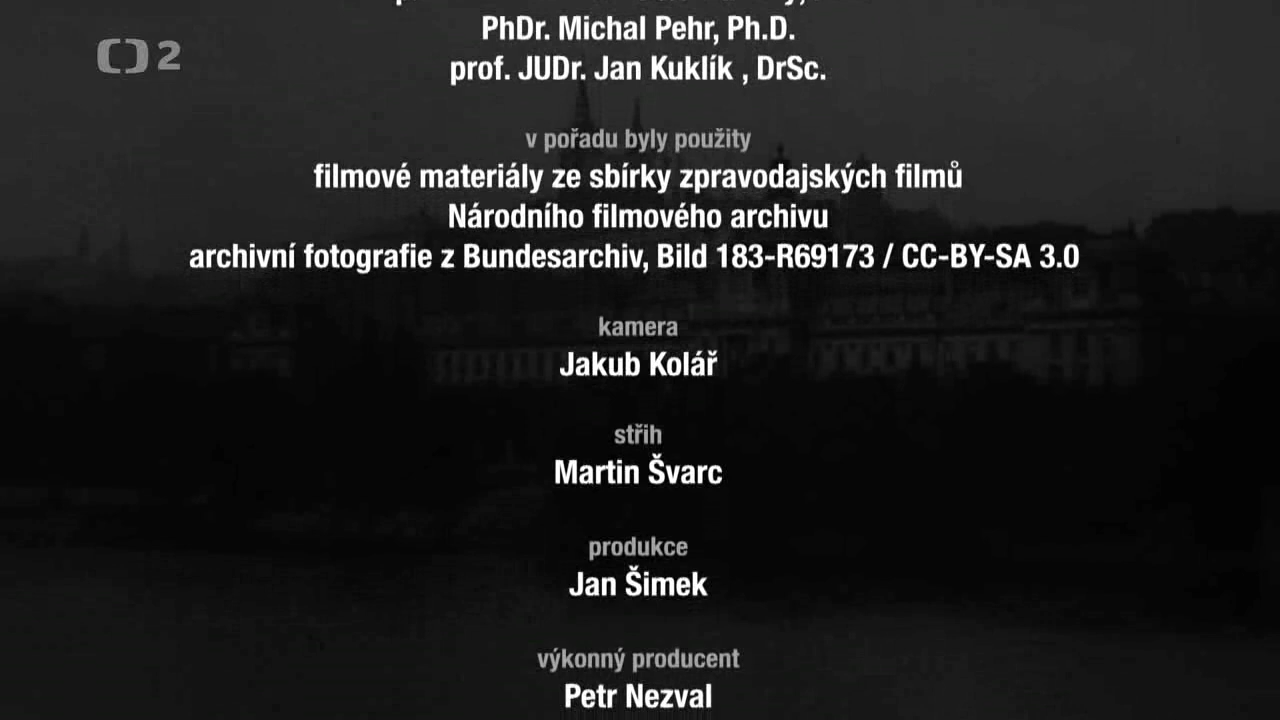 PhDr. Michal Pehr, Ph.D.
prof. JUDr. Jan Kuklík , DrSc.
v pořadu byly použity
filmové materiály ze sbírky zpravodajských filmů
Národního filmového archivu
archivní fotografie z Bundesarchiv, Bild 183-R69173 / CC-BY-SA 3.0
kamera
Jakub Kolář
střih
Martin Švarc
produkce
Jan Šimek
výkonný producent
Petr Nezval
2